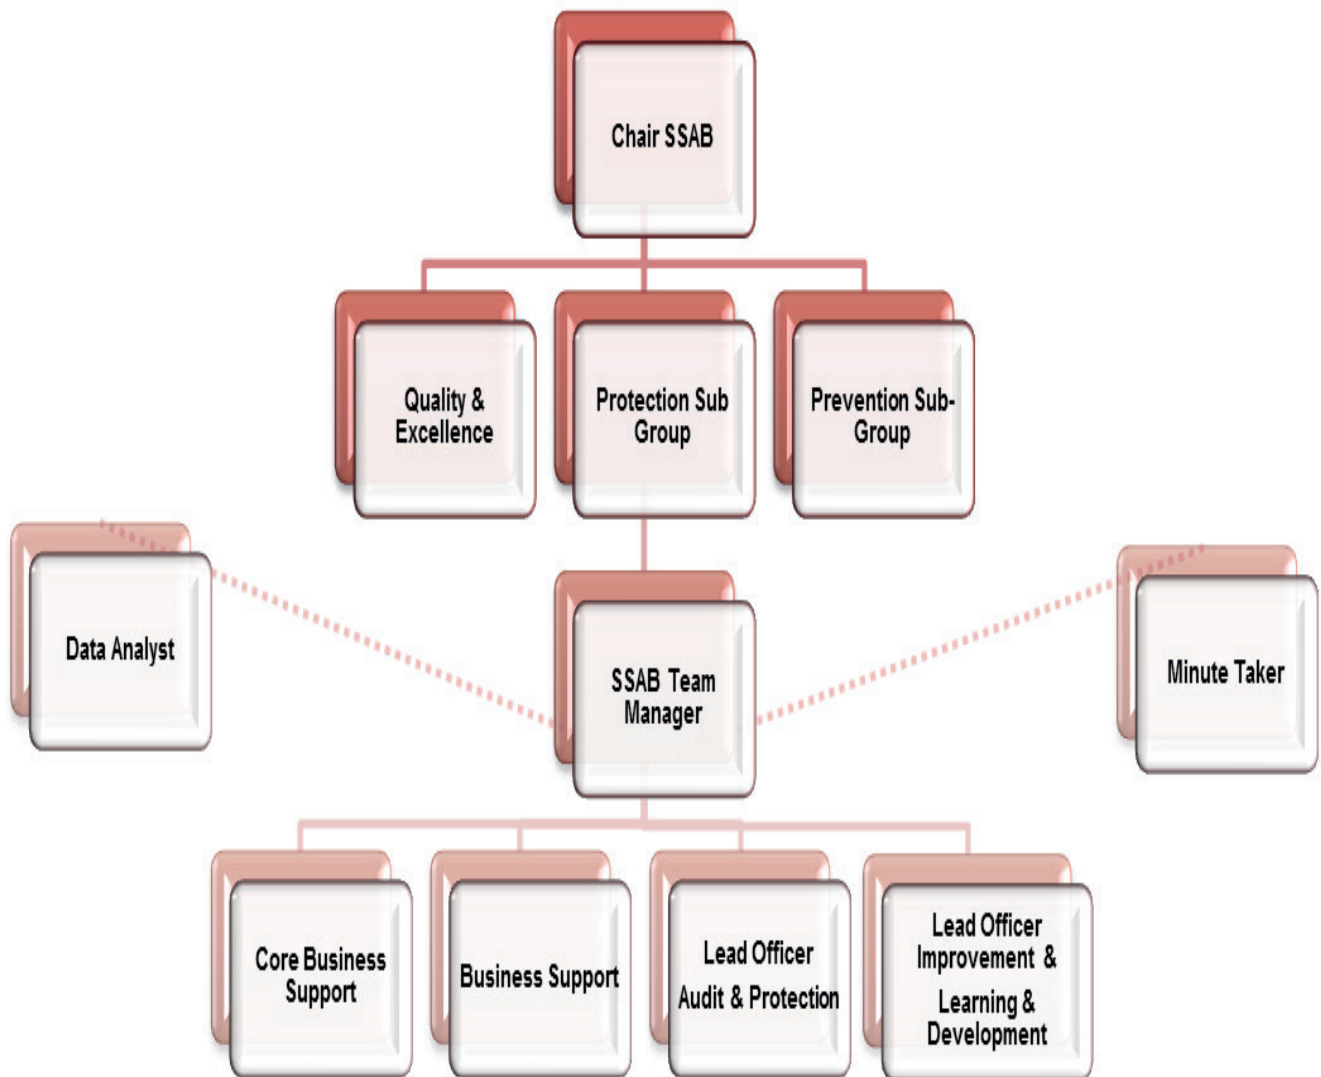 Chair SSAB
Quality &
Excellence
Protection Sub
Group
Prevention Sub-
Group
Data Analyst
SSAB Team
Manager
Minute Taker
Core Business
Support
Business Support
Lead Officer
Audit & Protection
Lead Officer
Improvement &
Learning &
Development